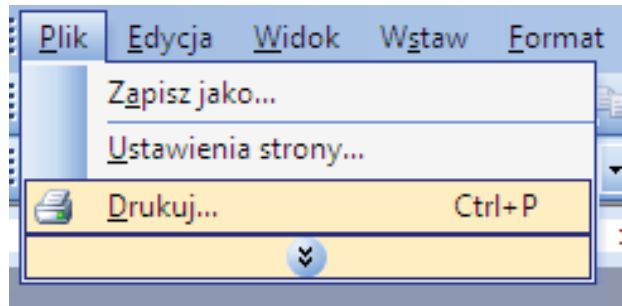 Plik Edycja Widok Wstaw Format
Zapisz jako...
Ustawienia strony...
Drukuj... Ctrl+P